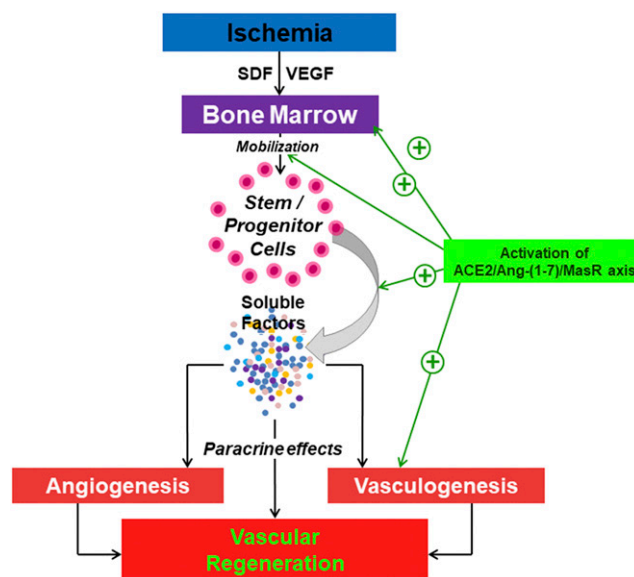 Ischemia
SDF VEGF
Bone Marrow
Mobilization
Stem /
Progenitor
Cells
Activation of
ACE2/Ang-(1-7)/MasR axis
Soluble
Factors
Paracrine effects
Angiogenesis
Vasculogenesis
Vascular
Regeneration